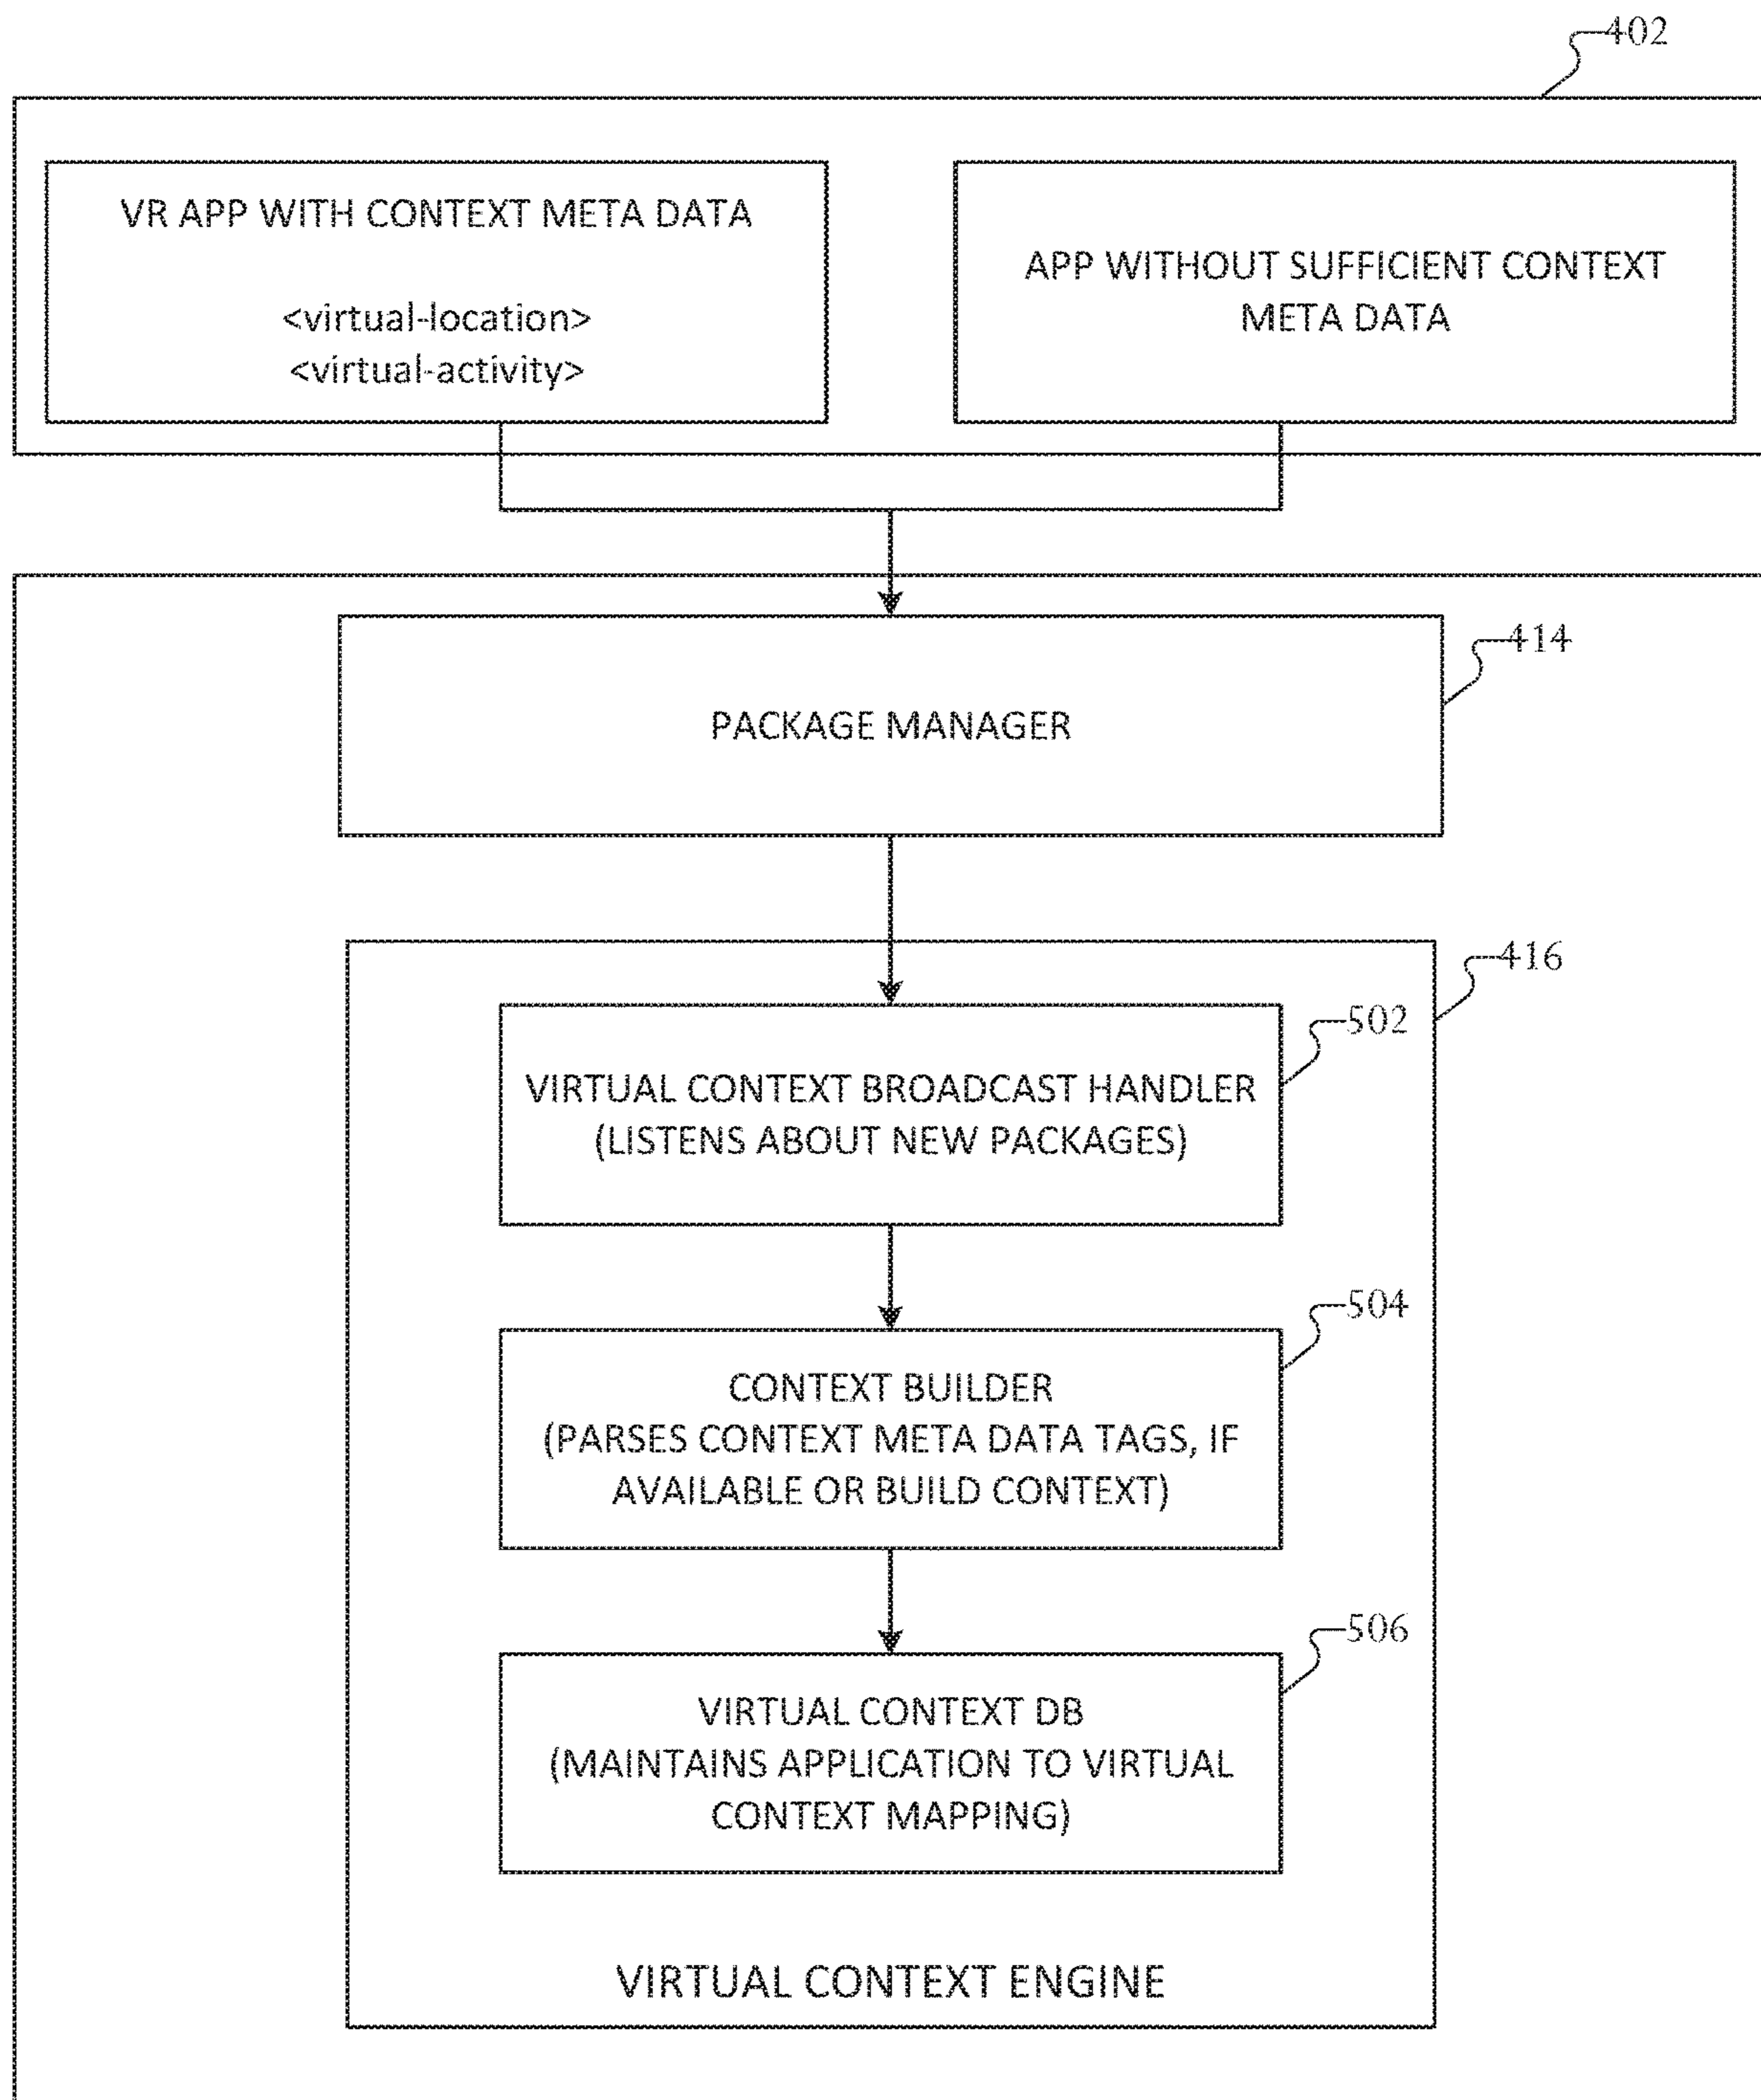 402
VR APP WITH CONTEXT META DATA
<virtual-location>
<virtual-activity>
APP WITHOUT SUFFICIENT CONTEXT
META DATA
414
PACKAGE MANAGER
416
502
VIRTUAL CONTEXT BROADCAST HANDLER
(LISTENS ABOUT NEW PACKAGES)
504
CONTEXT BUILDER
(PARSES CONTEXT META DATA TAGS, IF
AVAILABLE OR BUILD CONTEXT)
506
VIRTUAL CONTEXT DB
(MAINTAINS APPLICATION TO VIRTUAL
CONTEXT MAPPING)
VIRTUAL CONTEXT ENGINE